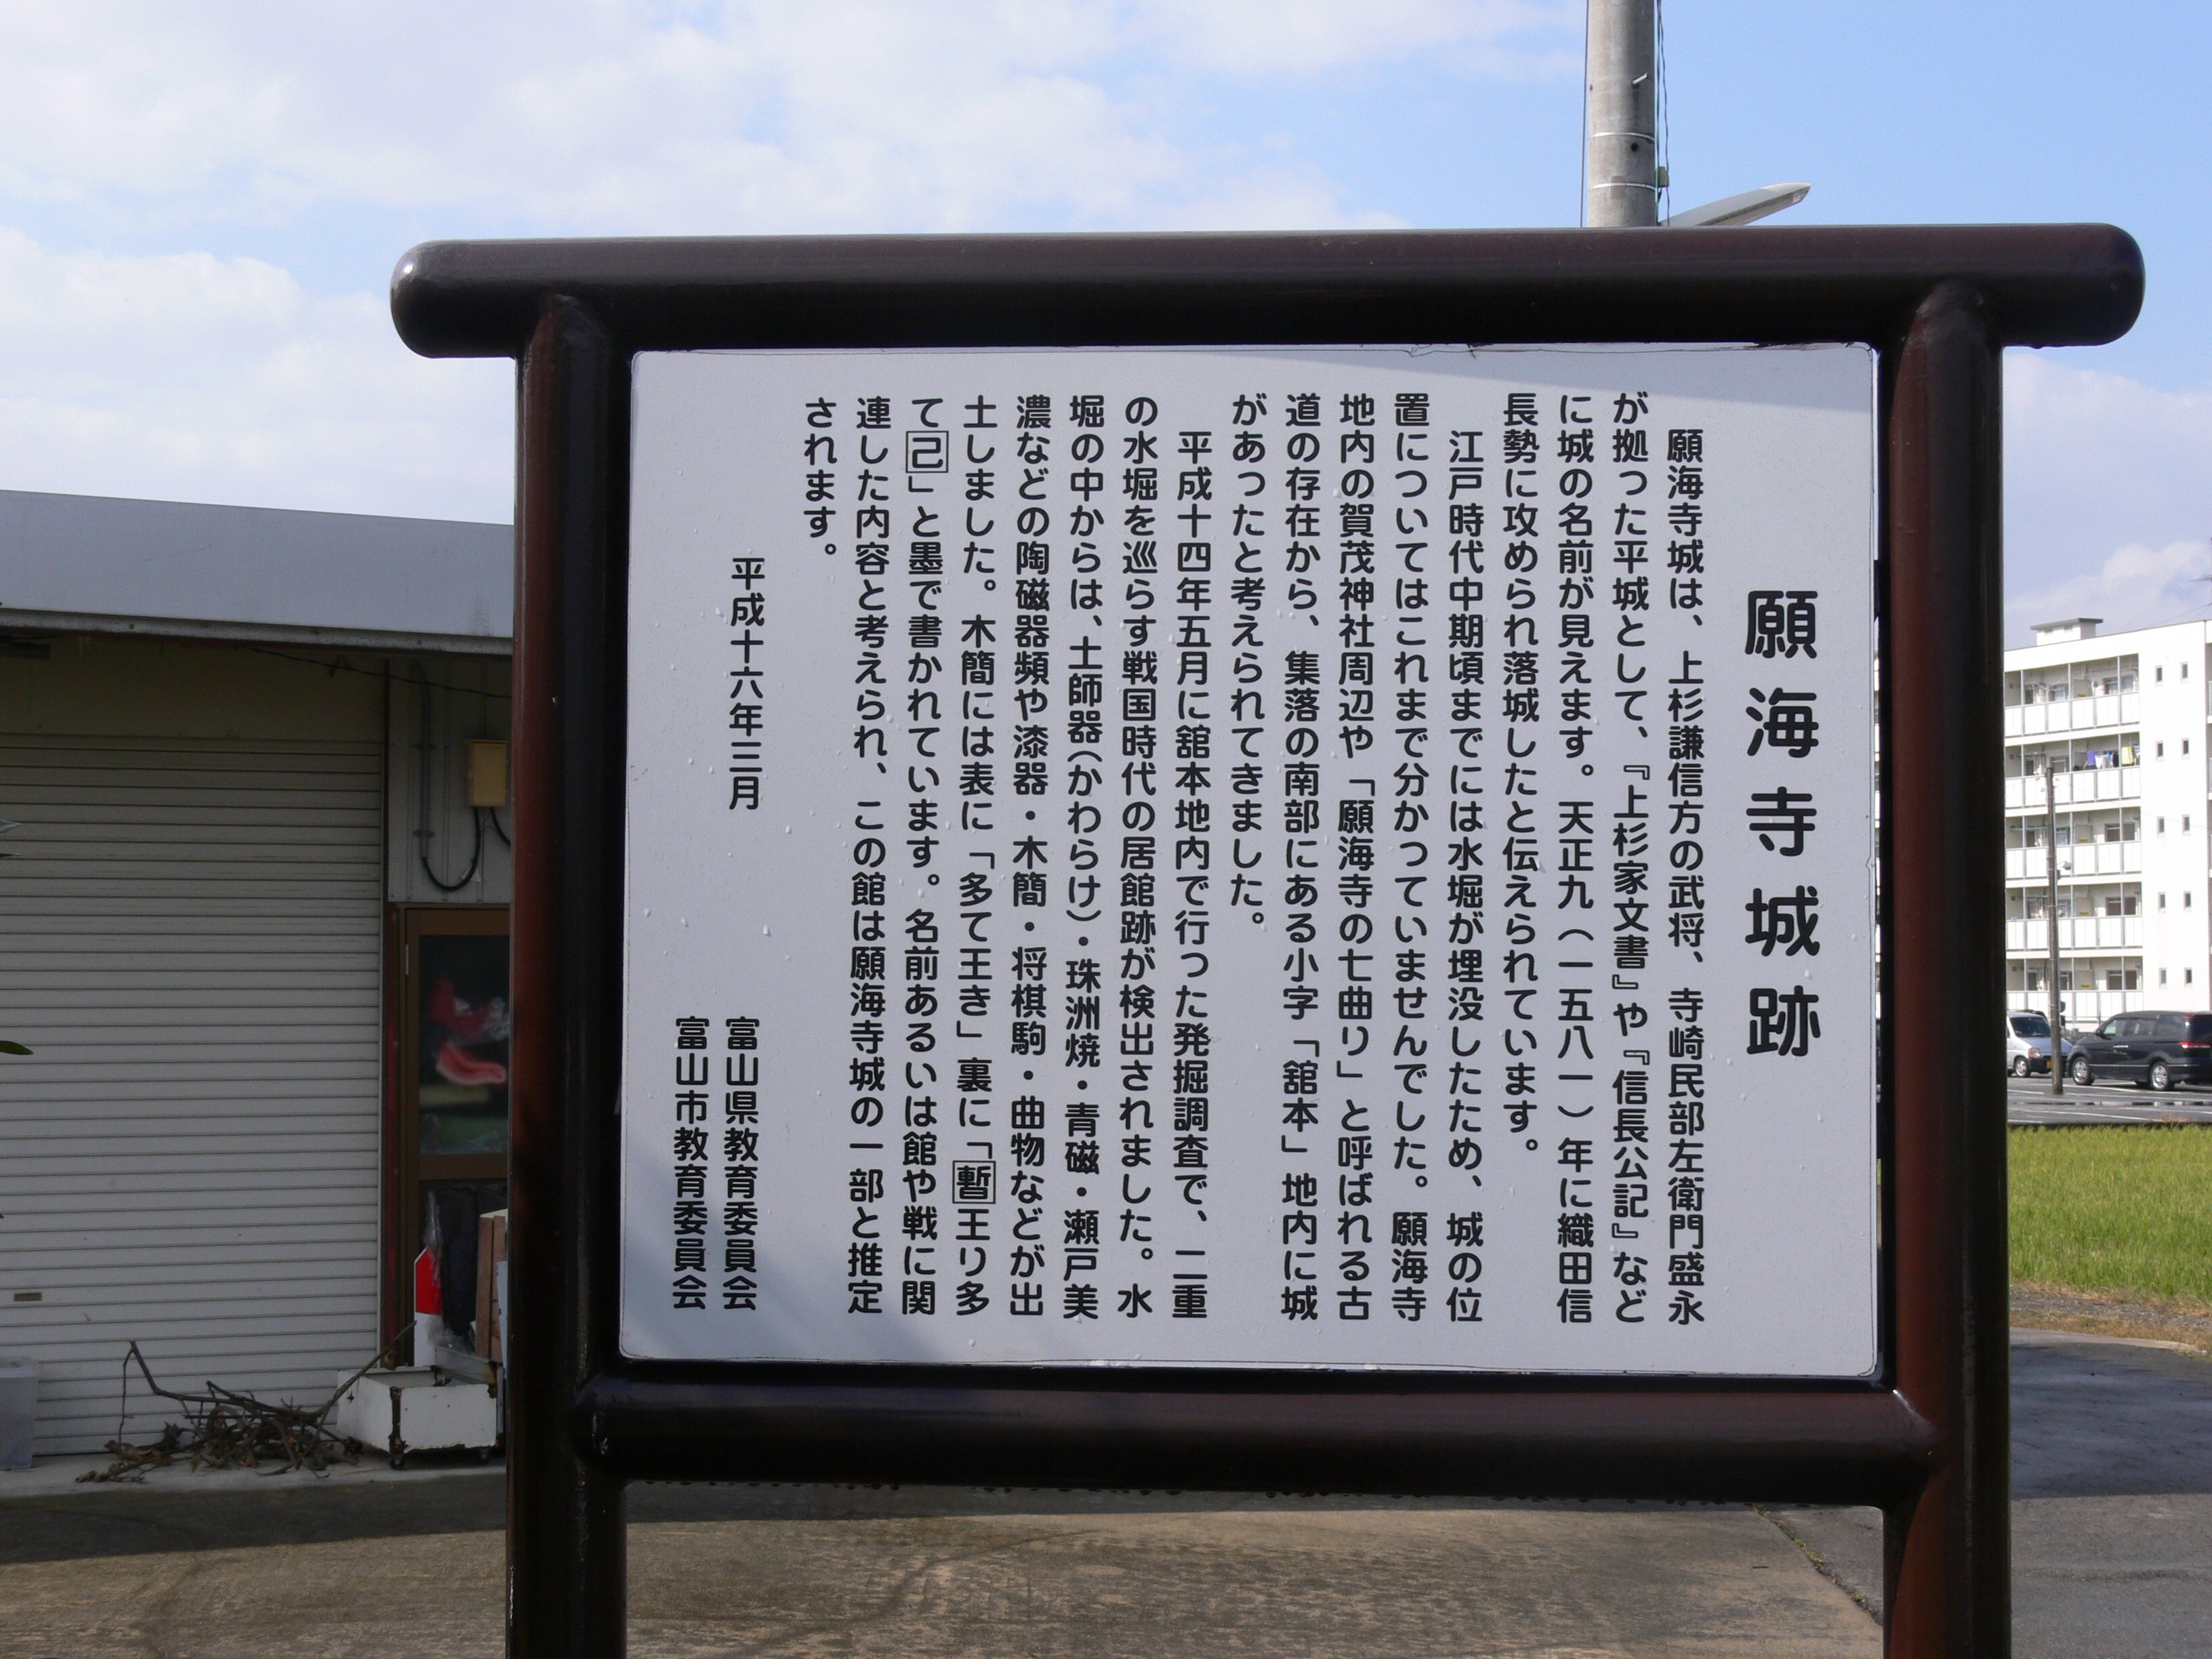 願海寺城跡
願海寺城は、上杉謙信方の武将、寺崎民部左衛門盛永
が拠った平城として、『上杉家文書』や『信長公記』など
に城の名前が見えます。天正九（一五八一）年に織田信
長勢に攻められ落城したと伝えられています。
江戸時代中期頃までには水堀が埋没したため、城の位
置についてはこれまで分かっていませんでした。願海寺
地内の賀茂神社周辺や「願海寺の七曲り」と呼ばれる古
道の存在から、集落の南部にある小字「舘本」地内に城
があったと考えられてきました。
平成十四年五月に舘本地内で行った発掘調査で、二重
の水堀を巡らす戦国時代の居館跡が検出されました。水
堀の中からは、土師器（かわらけ）・珠洲焼・青磁・瀬戸美
濃などの陶磁器類や漆器・木簡・将棋駒・曲物などが出
土しました。木簡には表に「多て王き」裏に「暫王り多
て己」と墨で書かれています。名前あるいは館や戦に関
連した内容と考えられ、この館は願海寺城の一部と推定
されます。
平成十六年三月
富山県教育委員会
富山市教育委員会